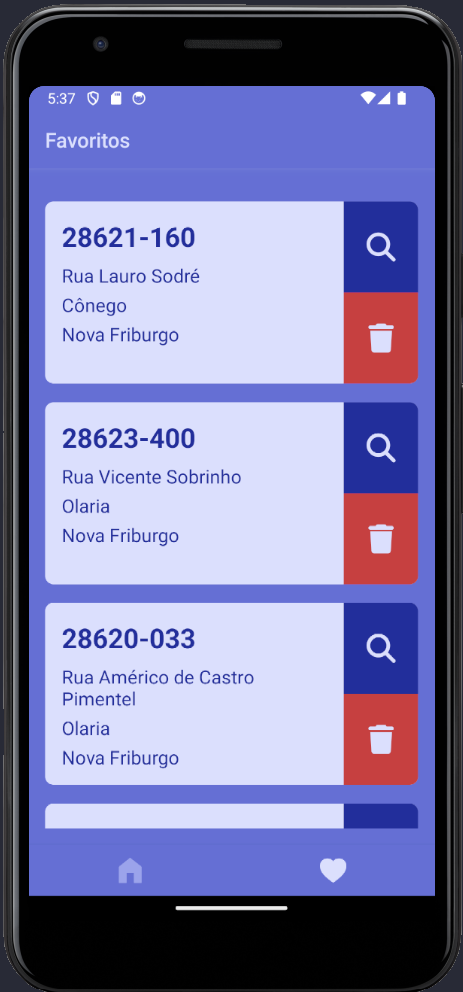 5:37
Favoritos
28621-160
Rua Lauro Sodré
Cônego
Nova Friburgo
28623-400
Rua Vicente Sobrinho
Olaria
Nova Friburgo
28620-033
Rua Américo de Castro
Pimentel
Olaria
Nova Friburgo